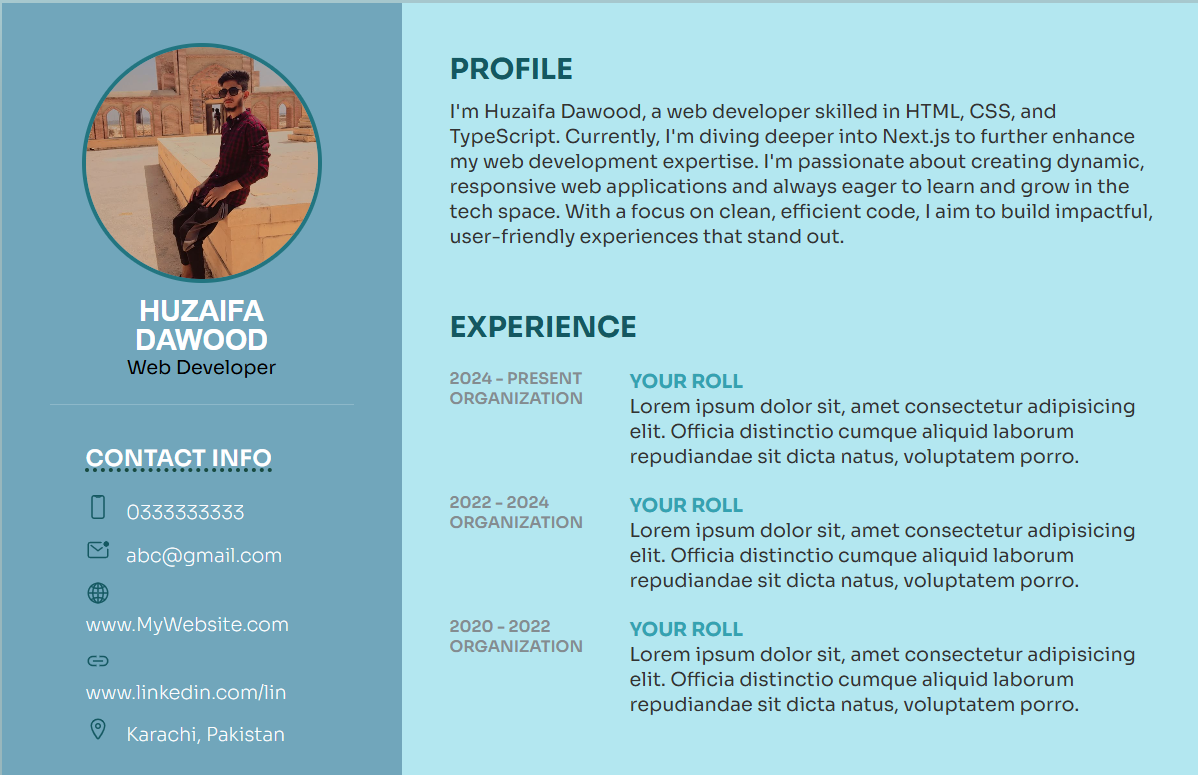 HUZAIFA
DAWOOD
Web Developer
CONTACT INFO
0333333333
abc@gmail.com
www.MyWebsite.com
www.linkedin.com/lin
Karachi, Pakistan
PROFILE
I'm Huzaifa Dawood, a web developer skilled in HTML, CSS, and
TypeScript. Currently, I'm diving deeper into Next.js to further enhance
my web development expertise. I'm passionate about creating dynamic,
responsive web applications and always eager to learn and grow in the
tech space. With a focus on clean, efficient code, I aim to build impactful,
user-friendly experiences that stand out.
EXPERIENCE
2024 - PRESENT
ORGANIZATION
YOUR ROLL
Lorem ipsum dolor sit, amet consectetur adipisicing
elit. Officia distinctio cumque aliquid laborum
repudiandae sit dicta natus, voluptatem porro.
2022 - 2024
ORGANIZATION
YOUR ROLL
Lorem ipsum dolor sit, amet consectetur adipisicing
elit. Officia distinctio cumque aliquid laborum
repudiandae sit dicta natus, voluptatem porro.
2020 - 2022
ORGANIZATION
YOUR ROLL
Lorem ipsum dolor sit, amet consectetur adipisicing
elit. Officia distinctio cumque aliquid laborum
repudiandae sit dicta natus, voluptatem porro.